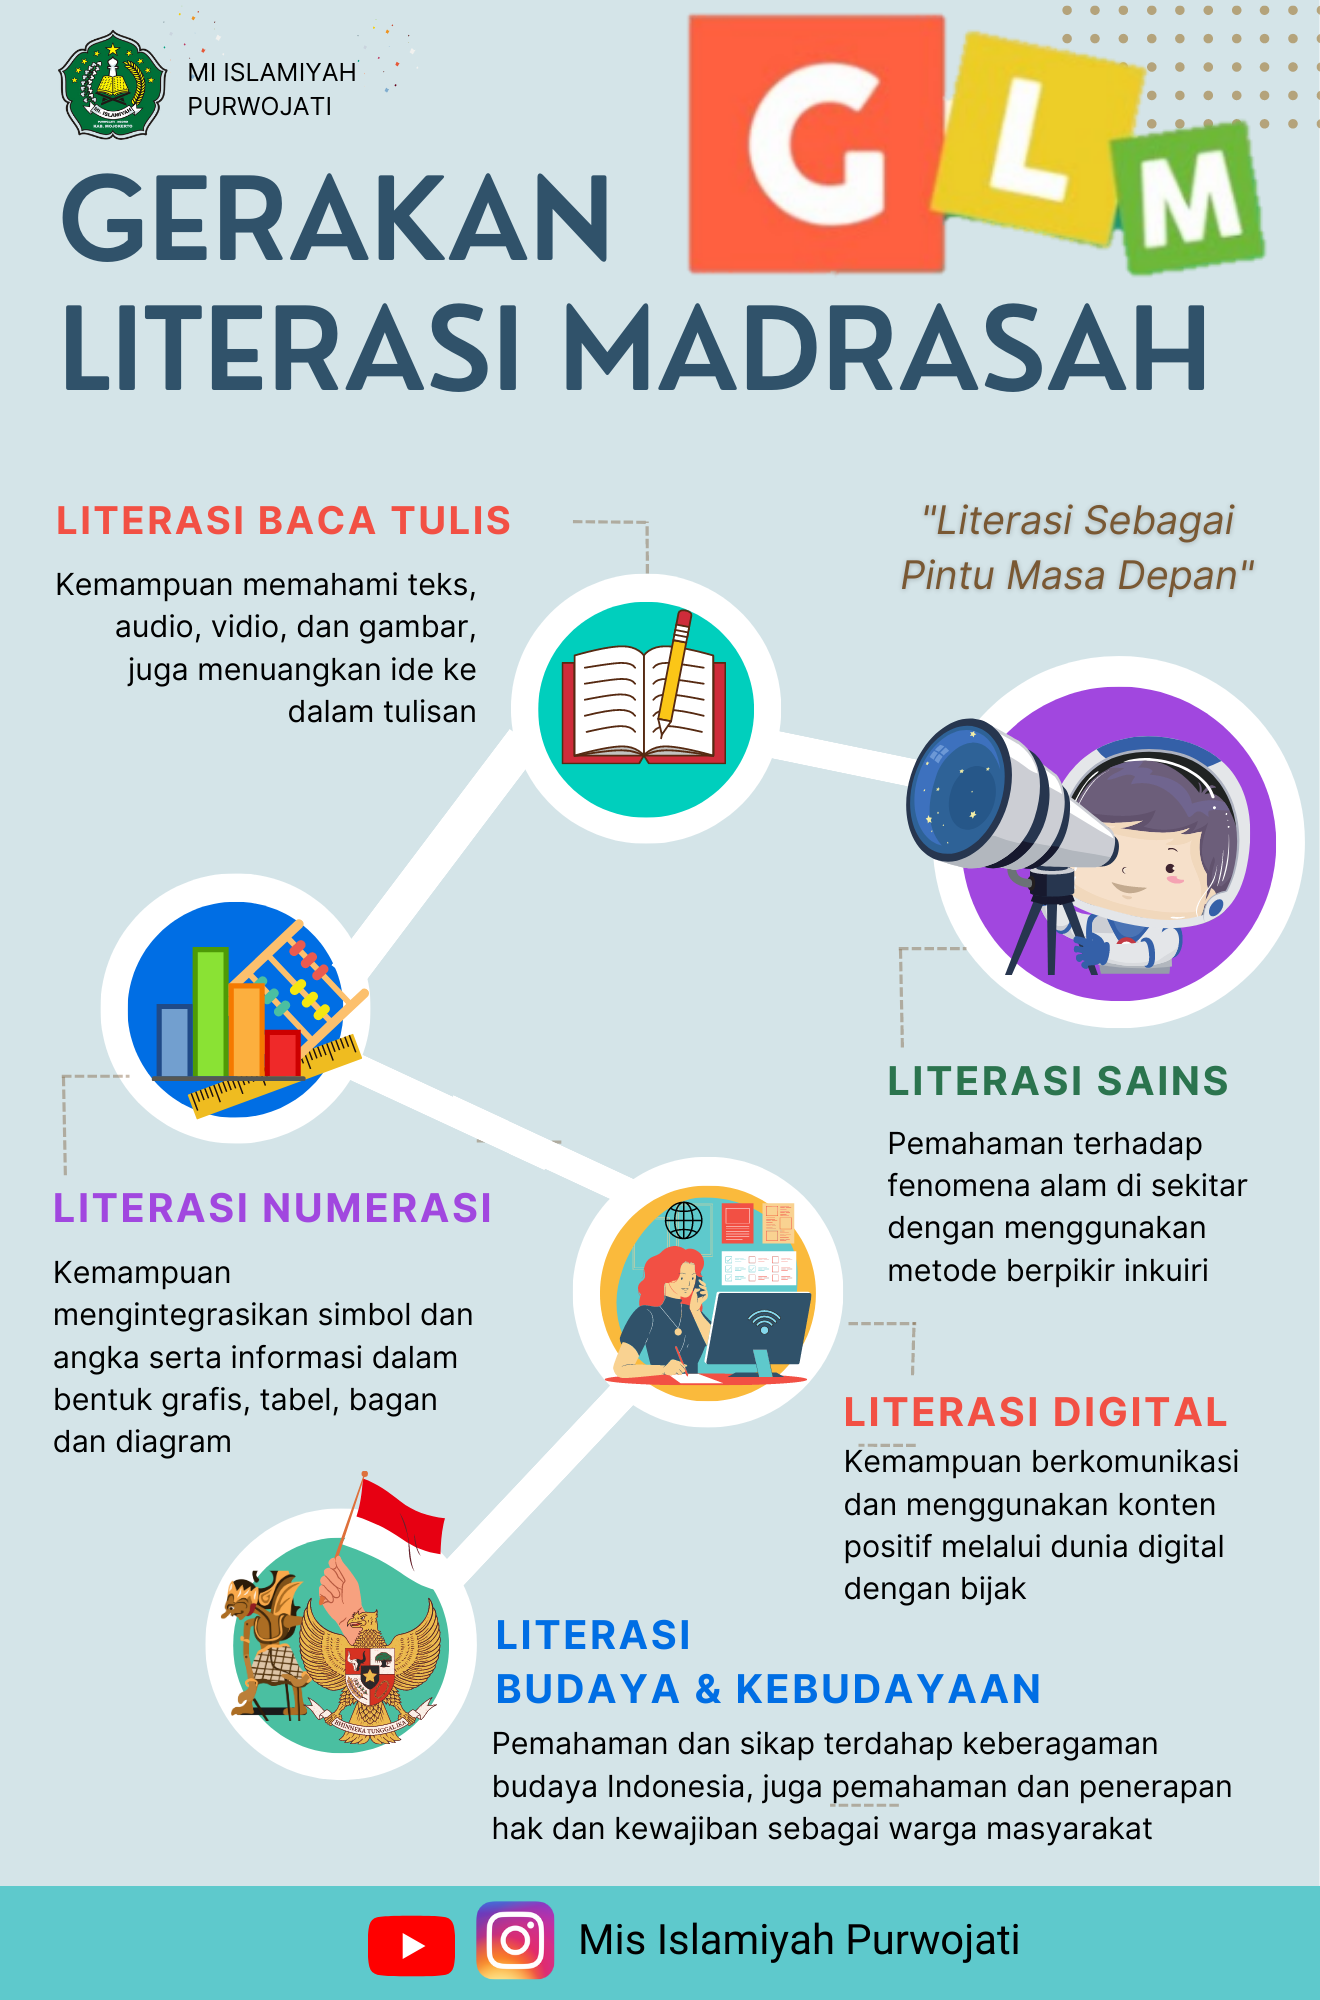 MI ISLAMIYAH
PURWOJATI
G L M
GERAKAN
LITERASI MADRASAH
LITERASI BACA TULIS
Kemampuan memahami teks,
audio, vidio, dan gambar,
juga menuangkan ide ke
dalam tulisan
"Literasi Sebagai
Pintu Masa Depan"
LITERASI SAINS
Pemahaman terhadap
fenomena alam di sekitar
dengan menggunakan
metode berpikir inkuiri
LITERASI NUMERASI
Kemampuan
mengintegrasikan simbol dan
angka serta informasi dalam
bentuk grafis, tabel, bagan
dan diagram
LITERASI DIGITAL
Kemampuan berkomunikasi
dan menggunakan konten
positif melalui dunia digital
dengan bijak
BHINNEKA TUNGGAL IKA
LITERASI
BUDAYA & KEBUDAYAAN
Pemahaman dan sikap terdahap keberagaman
budaya Indonesia, juga pemahaman dan penerapan
hak dan kewajiban sebagai warga masyarakat
Mis Islamiyah Purwojati